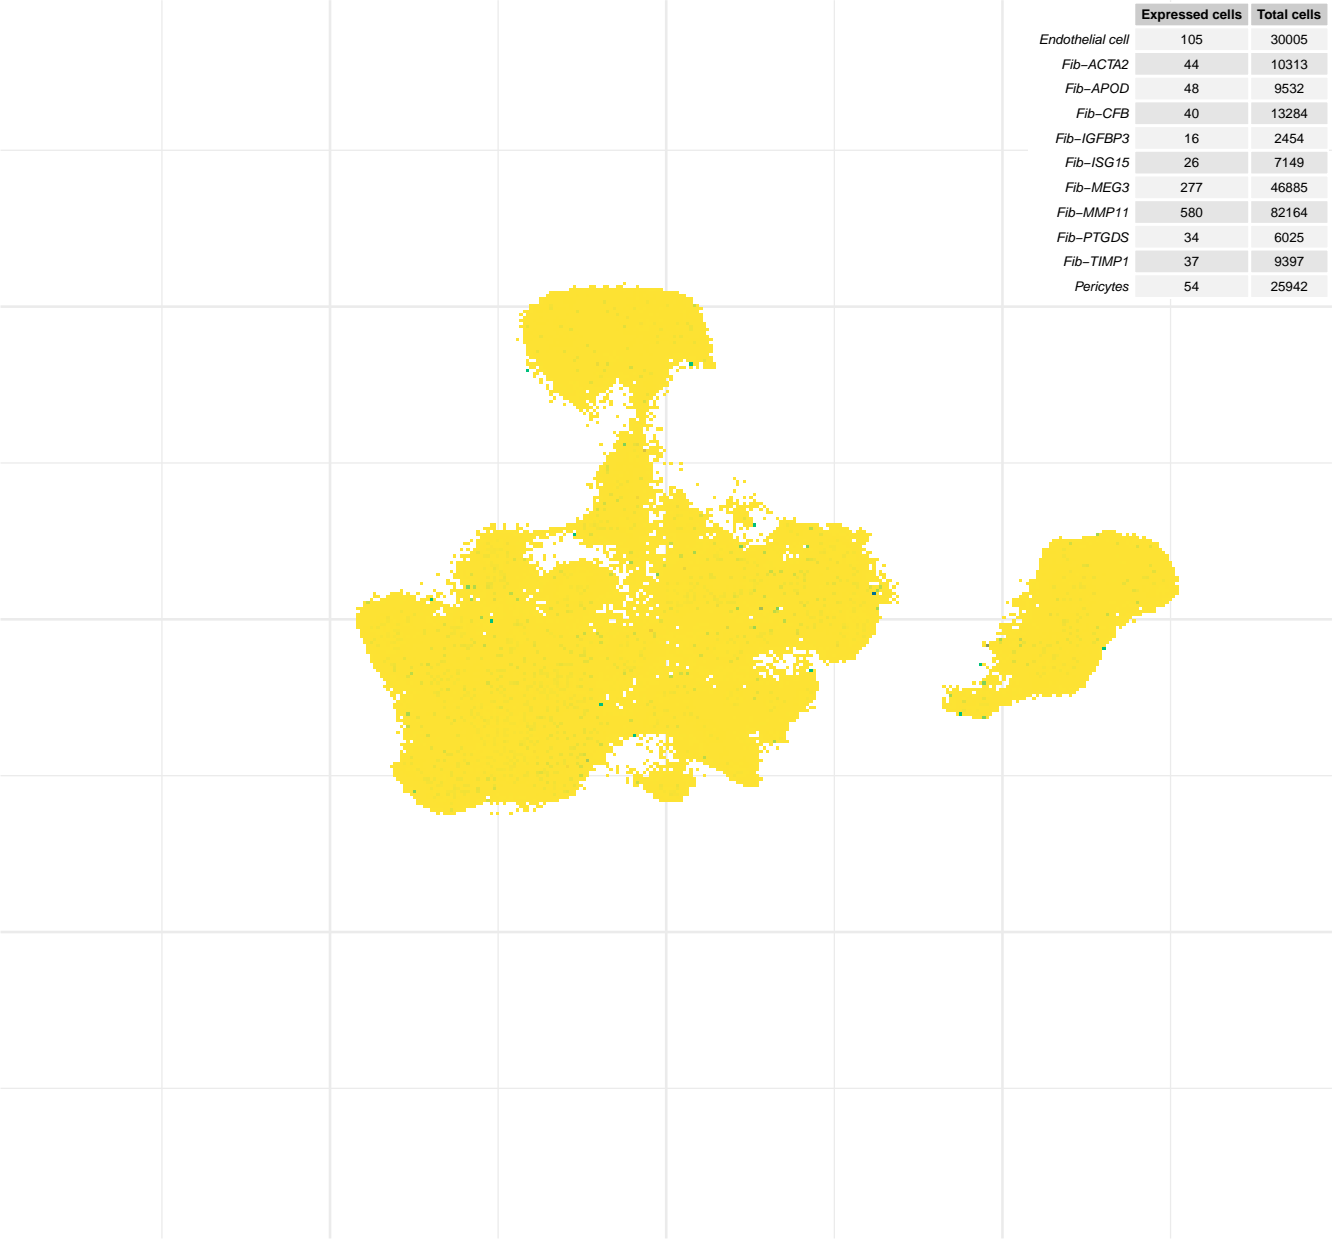 Expressed cells Total cells
Endothelial cell 105 30005
Fib−ACTA2 44 10313
Fib−APOD 48 9532
Fib−CFB 40 13284
Fib−IGFBP3 16 2454
Fib−ISG15 26 7149
Fib−MEG3 277 46885
Fib−MMP11 580 82164
Fib−PTGDS 34 6025
Fib−TIMP1 37 9397
Pericytes 54 25942